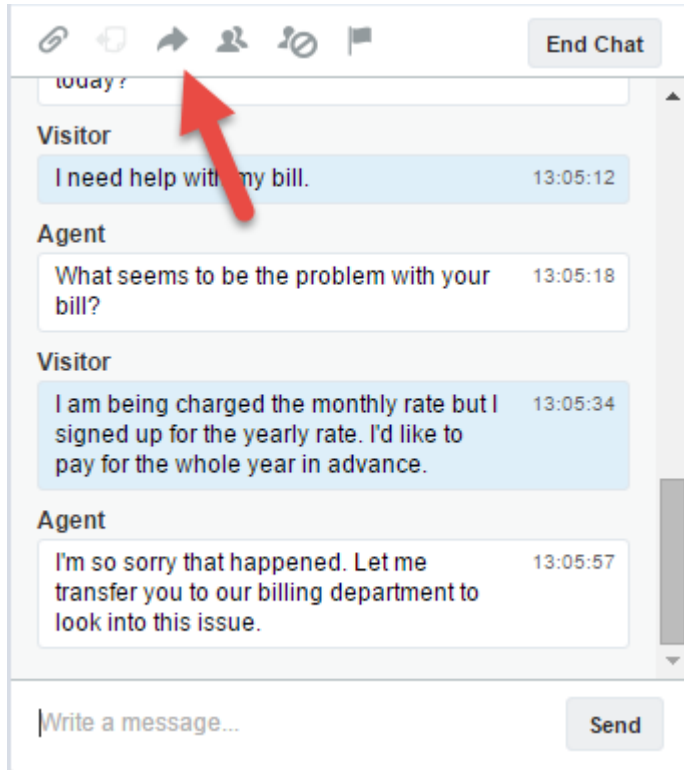 End Chat
today?
Visitor
I need help with my bill.
13:05:12
Agent
What seems to be the problem with your
13:05:18
bill?
Visitor
I am being charged the monthly rate but I
13:05:34
signed up for the yearly rate. I'd like to
pay for the whole year in advance.
Agent
I'm so sorry that happened. Let me
13:05:57
transfer you to our billing department to
look into this issue.
Write a message...
Send